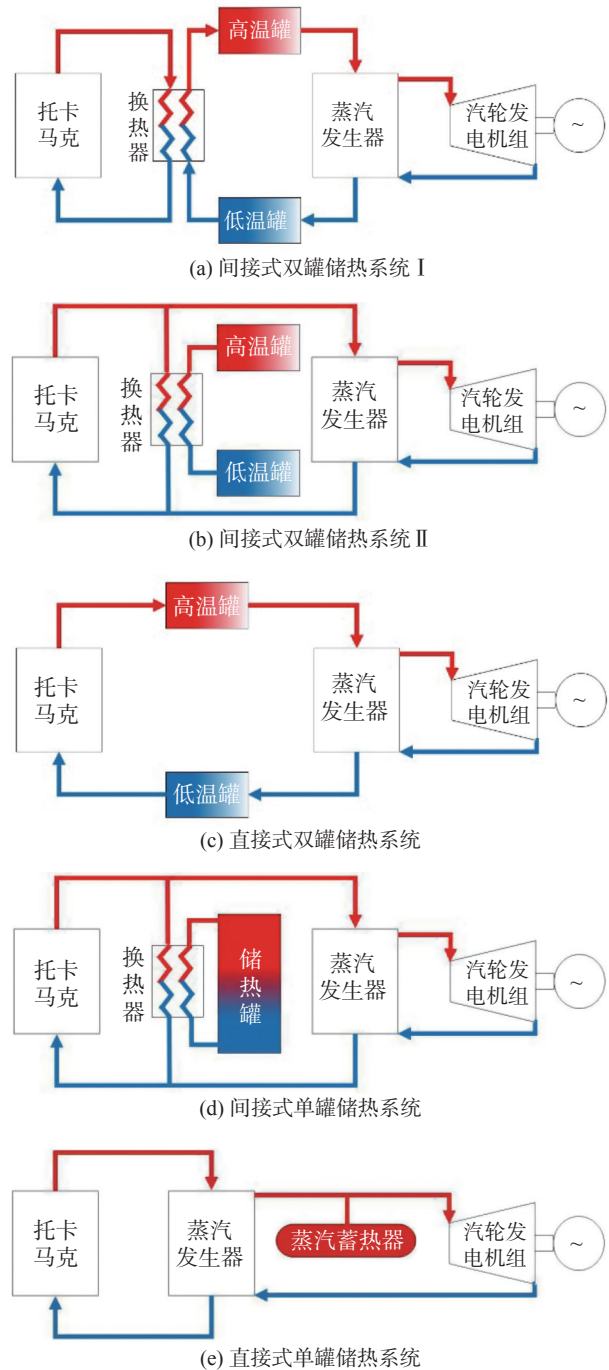 高温罐
托卡
马克
换
热
器
蒸汽
发生器
汽轮发
电机组
~
低温罐
(a) 间接式双罐储热系统 Ⅰ
高温罐
托卡
马克
换
热
器
蒸汽
发生器
汽轮发
电机组
~
低温罐
(b) 间接式双罐储热系统 Ⅱ
高温罐
托卡
马克
蒸汽
发生器
汽轮发
电机组
~
低温罐
(c) 直接式双罐储热系统
托卡
马克
换
热
器
储
热
罐
蒸汽
发生器
汽轮发
电机组
~
(d) 间接式单罐储热系统
托卡
马克
蒸汽
发生器
蒸汽蓄热器
汽轮发
电机组
~
(e) 直接式单罐储热系统